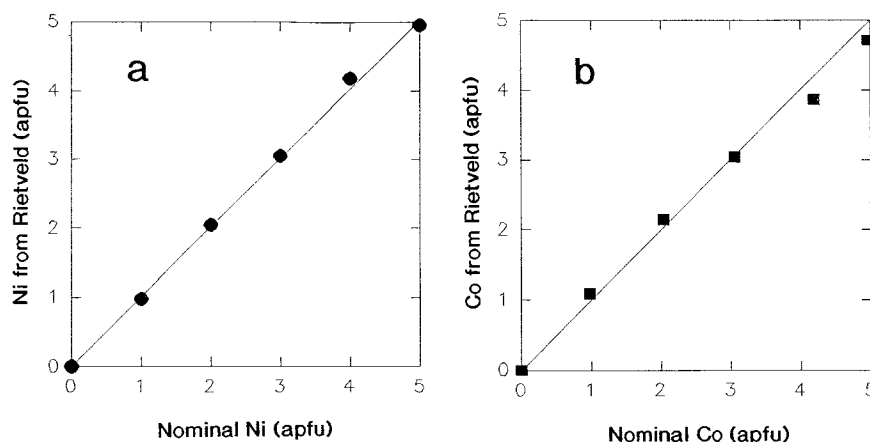 a
Ni from Rietveld (apfu)
5
4
3
2
1
0
0 1 2 3 4 5
Nominal Ni (apfu)
b
Co from Rietveld (apfu)
5
4
3
2
1
0
0 1 2 3 4 5
Nominal Co (apfu)